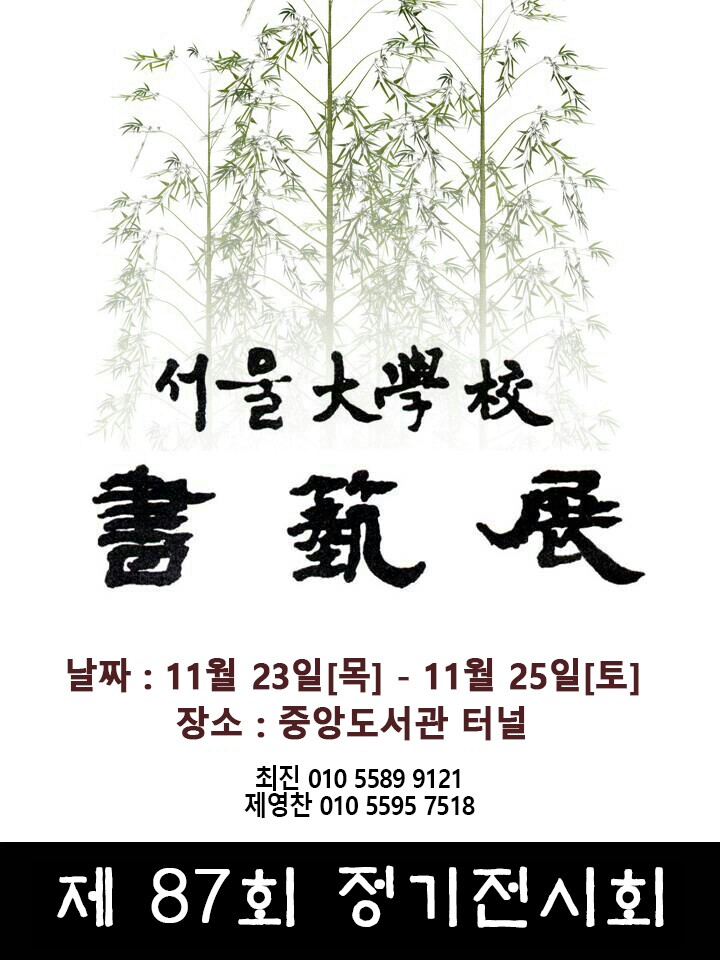 서울大學校
書藝展
날짜 : 11월 23일[목] - 11월 25일[토]
장소 : 중앙도서관 터널
최진 010 5589 9121
제영찬 010 5595 7518
제 87회 정기전시회